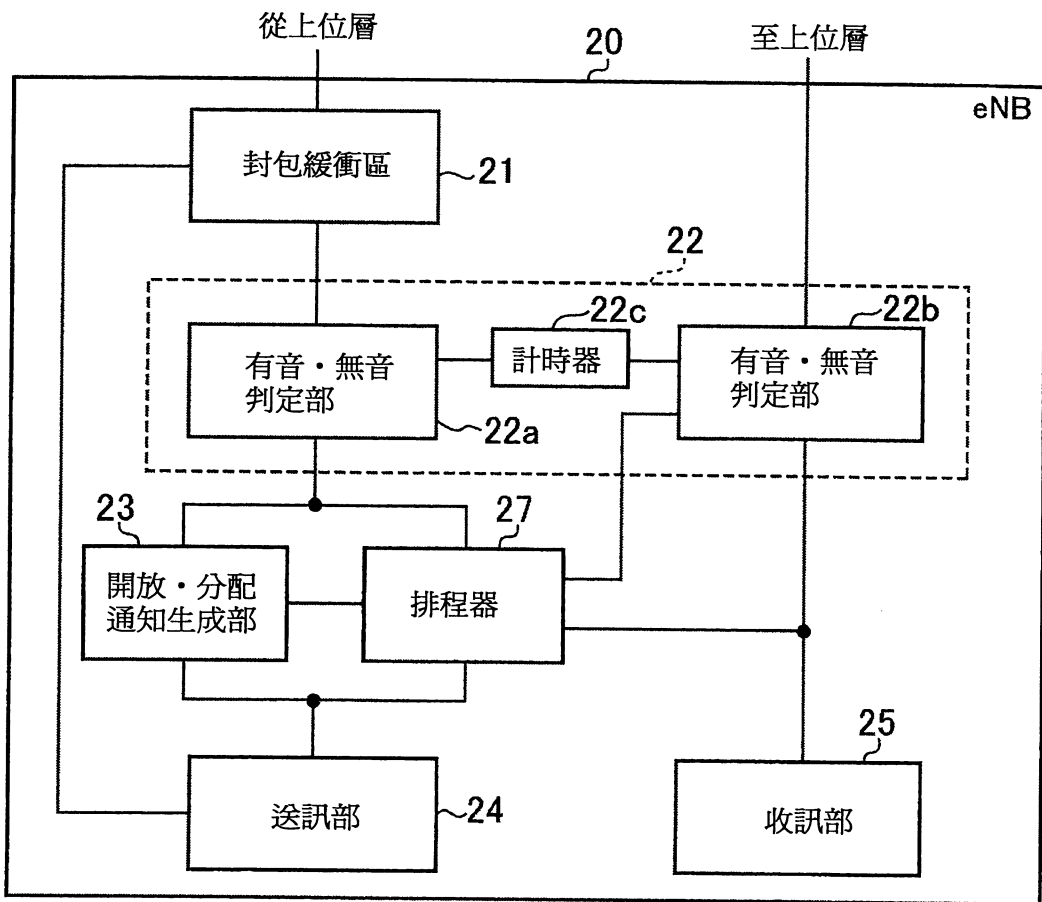 從上位層
至上位層
20
eNB
封包緩衝區
21
22
22c
22b
有音・無音
判定部
計時器
有音・無音
判定部
22a
23
27
開放・分配
通知生成部
排程器
25
送訊部
24
收訊部